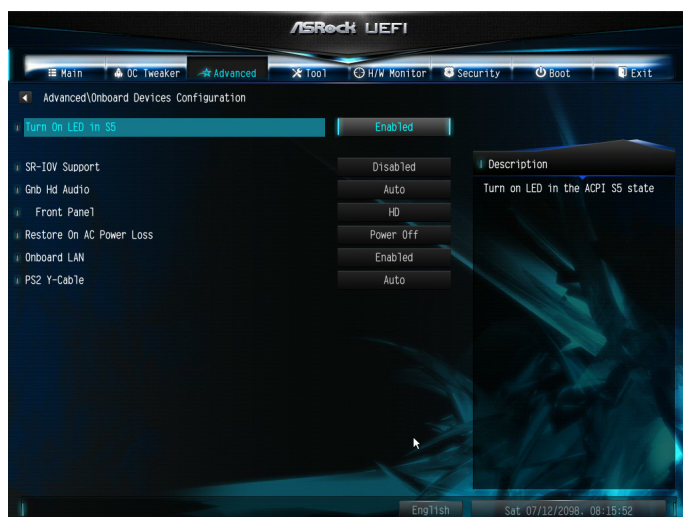 ASRock UEFI
Main OC Tweaker Advanced Tool H/W Monitor Security Boot Exit
Advanced\Onboard Devices Configuration
Turn On LED in S5 Enabled
SR-IOV Support Disabled
Gnb Hd Audio Auto
Front Panel HD
Restore On AC Power Loss Power Off
Onboard LAN Enabled
PS2 Y-Cable Auto
Description
Turn on LED in the ACPI S5 state
English Sat 07/12/2098. 08:15:52